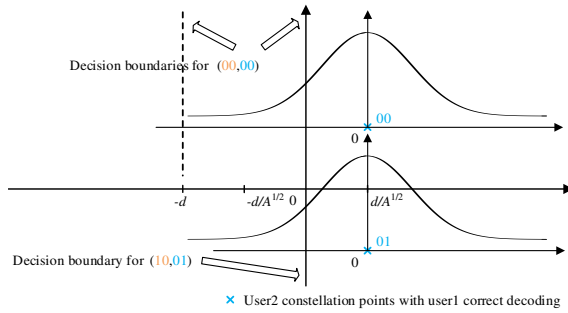 00
Decision boundaries for (00,00)
0
-d
-d/A^{1/2}
0
d/A^{1/2}
01
Decision boundary for (10,01)
0
User2 constellation points with user1 correct decoding